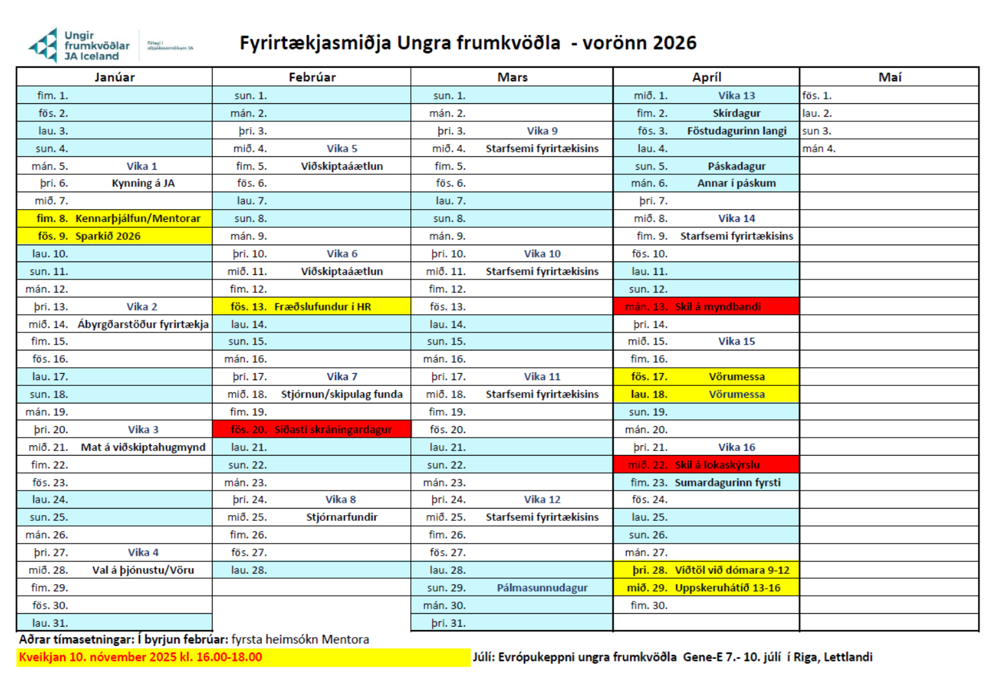 Ungir
frumkvöðlar
JA Iceland
Félagi í
alþjóðasamtökum JA
Fyrirtækjasmiðja Ungra frumkvöðla - vorönn 2026
Janúar Febrúar Mars Apríl Maí
fim. 1. sun. 1. sun. 1. mið. 1. Vika 13 fös. 1.
fös. 2. mán. 2. mán. 2. fim. 2. Skírdagur lau. 2.
lau. 3. þri. 3. þri. 3. Vika 9 fös. 3. Föstudagurinn langi sun 3.
sun. 4. mið. 4. Vika 5 mið. 4. Starfsemi fyrirtækisins lau. 4. mán 4.
mán. 5. Vika 1 fim. 5. Viðskiptaáætlun fim. 5. sun. 5. Páskadagur
þri. 6. Kynning á JA fös. 6. fös. 6. mán. 6. Annar í páskum
mið. 7. lau. 7. lau. 7. þri. 7.
fim. 8. Kennarþjálfun/Mentorar sun. 8. sun. 8. mið. 8. Vika 14
fös. 9. Sparkið 2026 mán. 9. mán. 9. fim. 9. Starfsemi fyrirtækisins
lau. 10. þri. 10. Vika 6 þri. 10. Vika 10 fös. 10.
sun. 11. mið. 11. Viðskiptaáætlun mið. 11. Starfsemi fyrirtækisins lau. 11.
mán. 12. fim. 12. fim. 12. sun. 12.
þri. 13. Vika 2 fös. 13. Fræðslufundur í HR fös. 13. mán. 13. Skil á myndbandi
mið. 14. Ábyrgðarstöður fyrirtækja lau. 14. lau. 14. þri. 14.
fim. 15. sun. 15. sun. 15. mið. 15. Vika 15
fös. 16. mán. 16. mán. 16. fim. 16.
lau. 17. þri. 17. Vika 7 þri. 17. Vika 11 fös. 17. Vörumessa
sun. 18. mið. 18. Stjórnun/skipulag funda mið. 18. Starfsemi fyrirtækisins lau. 18. Vörumessa
mán. 19. fim. 19. fim. 19. sun. 19.
þri. 20. Vika 3 fös. 20. Síðasti skráningardagur fös. 20. mán. 20.
mið. 21. Mat á viðskiptahugmynd lau. 21. lau. 21. þri. 21. Vika 16
fim. 22. sun. 22. sun. 22. mið. 22. Skil á lokaskýrslu
fös. 23. mán. 23. mán. 23. fim. 23. Sumardagurinn fyrsti
lau. 24. þri. 24. Vika 8 þri. 24. Vika 12 fös. 24.
sun. 25. mið. 25. Stjórnarfundir mið. 25. Starfsemi fyrirtækisins lau. 25.
mán. 26. fim. 26. fim. 26. sun. 26.
þri. 27. Vika 4 fös. 27. fös. 27. mán. 27.
mið. 28. Val á þjónustu/Vöru lau. 28. lau. 28. þri. 28. Viðtöl við dómara 9-12
fim. 29. sun. 29. Pálmasunnudagur mið. 29. Uppskeruhátíð 13-16
fös. 30. mán. 30. fim. 30.
lau. 31. þri. 31.
Aðrar tímasetningar: Í byrjun febrúar: fyrsta heimsókn Mentora
Kveikjan 10. nóvember 2025 kl. 16.00-18.00
Júlí: Evrópukeppni ungra frumkvöðla Gene-E 7.- 10. júlí í Riga, Lettlandi